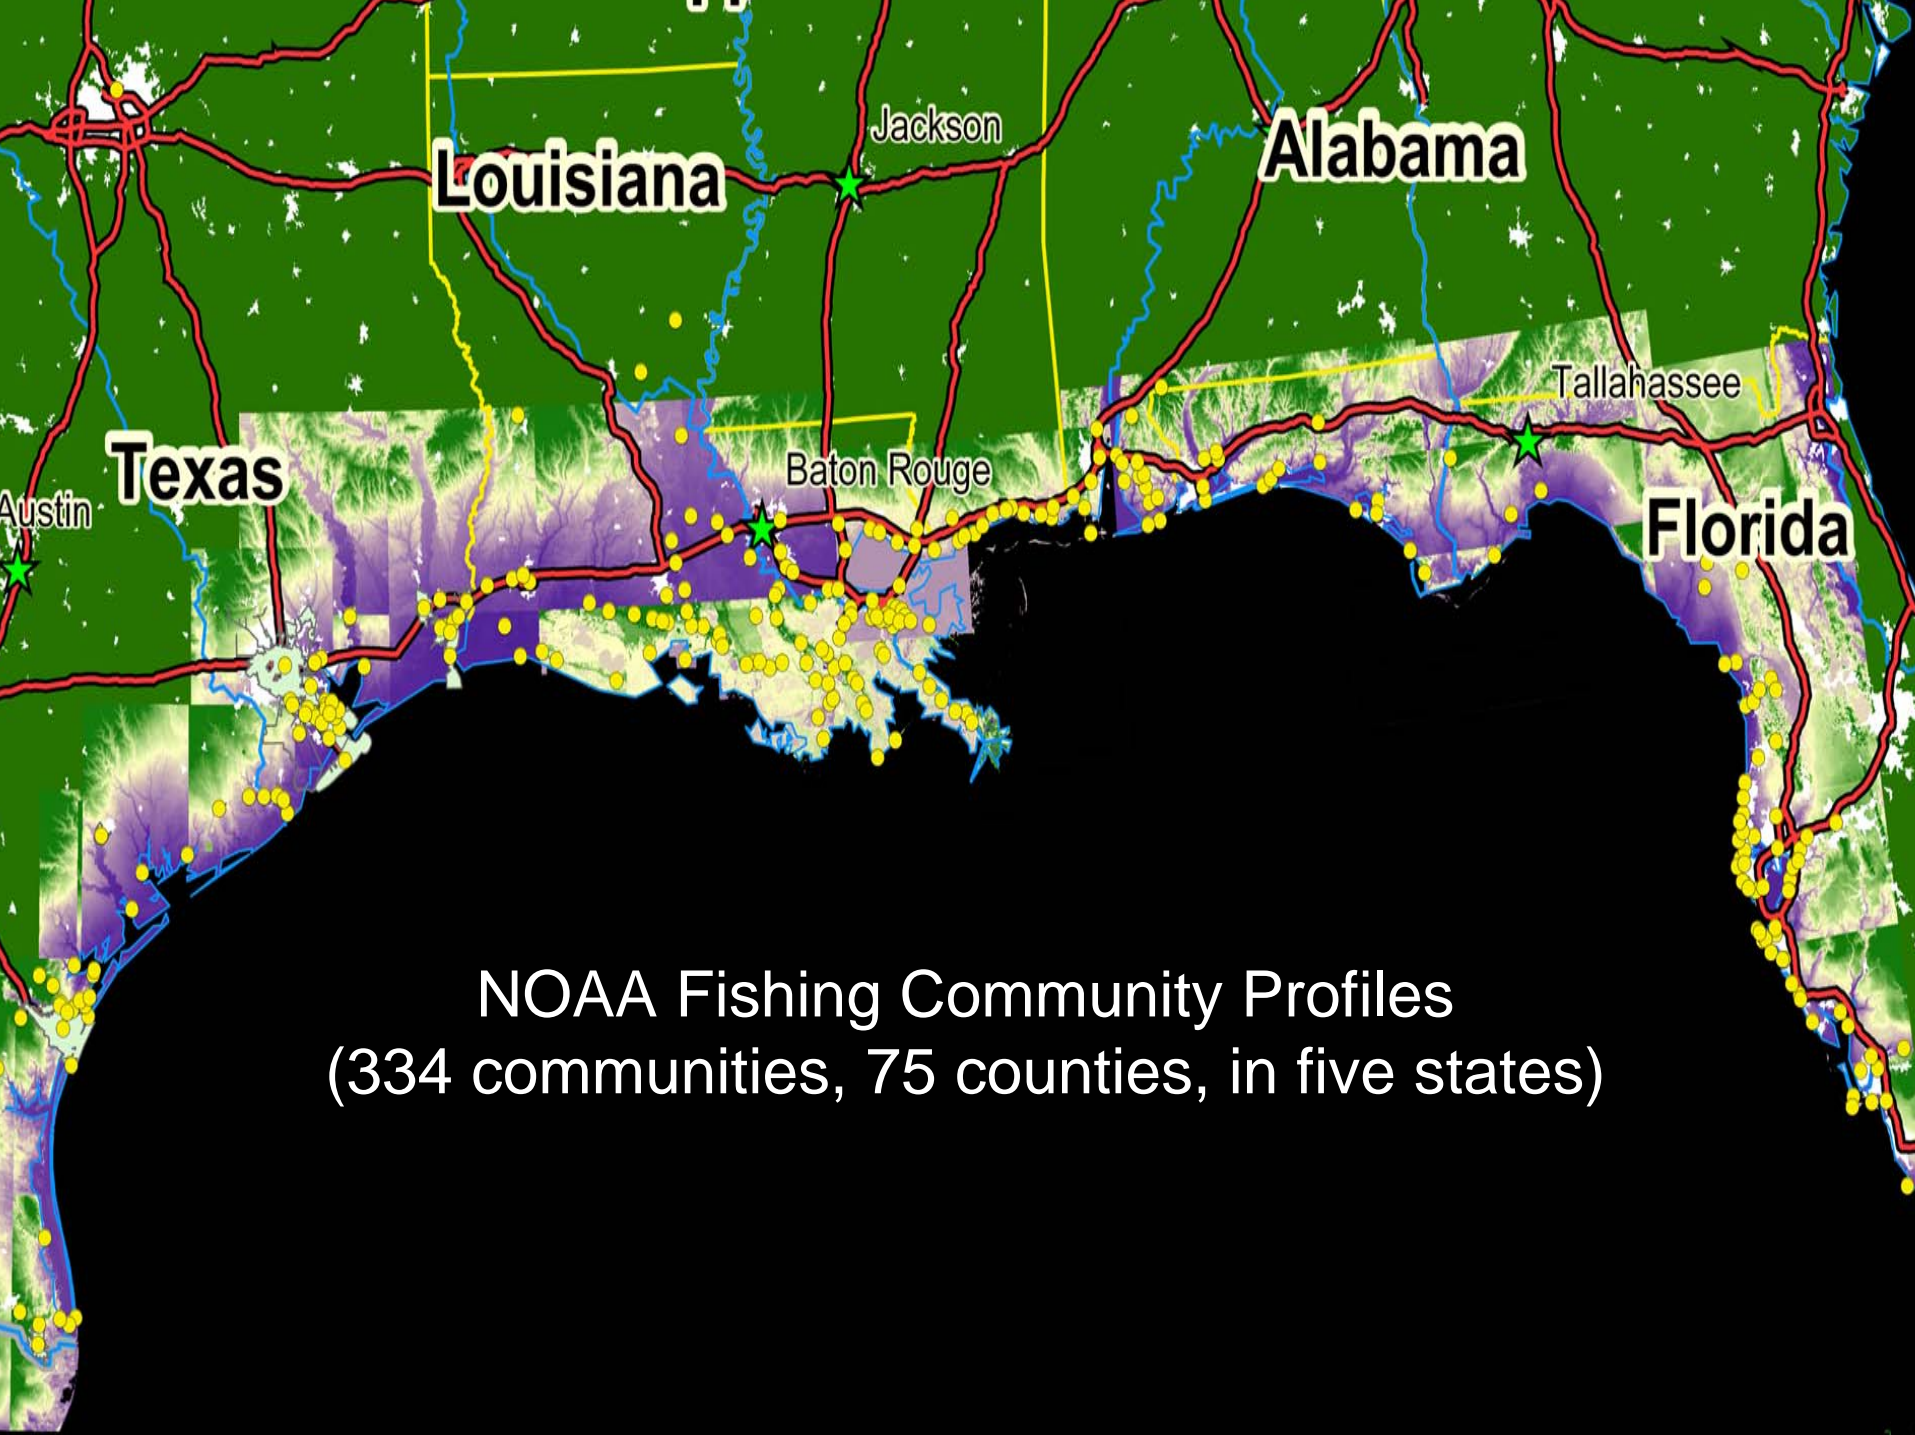 Jackson
Louisiana
Alabama
Tallahassee
Texas
Baton Rouge
Austin
Florida
NOAA Fishing Community Profiles
(334 communities, 75 counties, in five states)